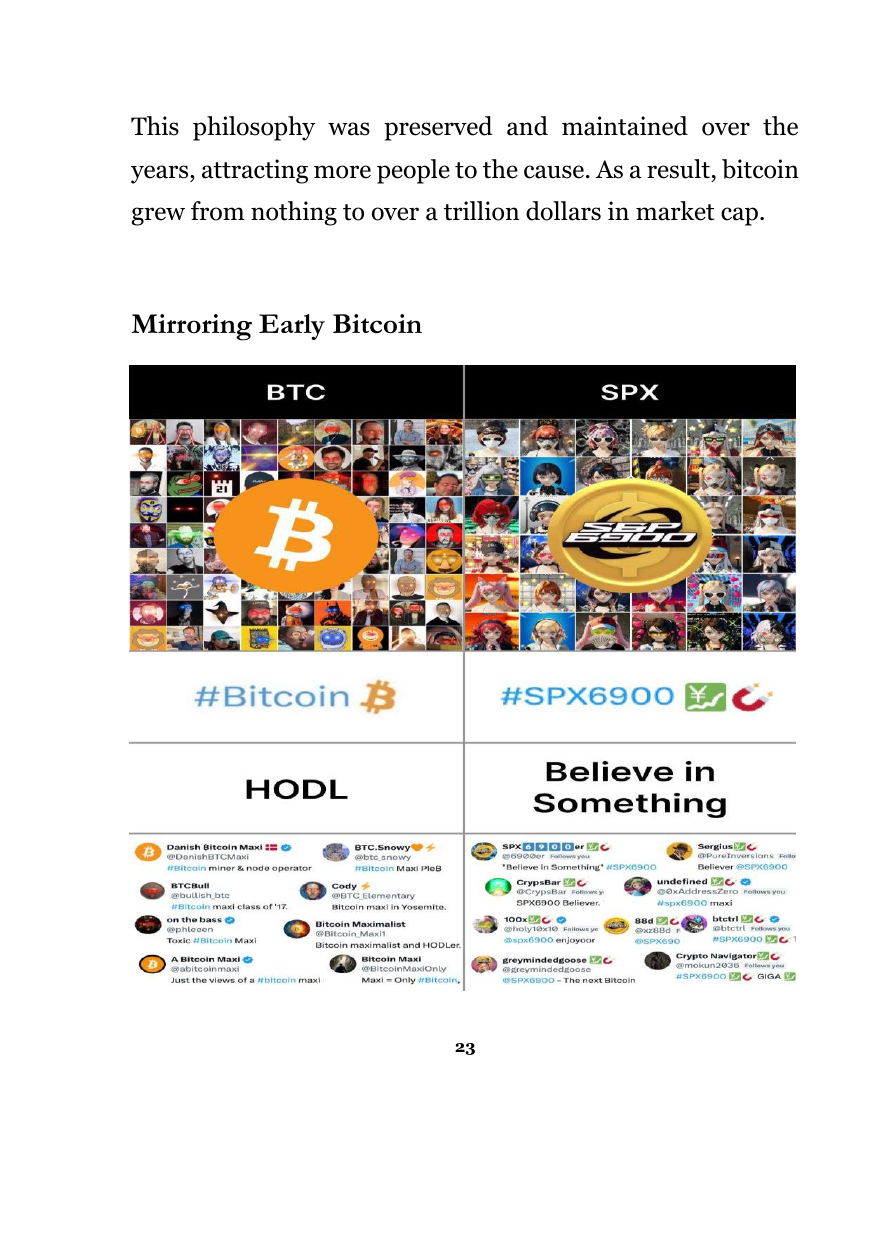 This philosophy was preserved and maintained over the
years, attracting more people to the cause. As a result, bitcoin
grew from nothing to over a trillion dollars in market cap.
Mirroring Early Bitcoin
BTC
SPX
21
S&P
6900
#Bitcoin
#SPX6900
HODL
Believe in
Something
Danish Bitcoin Maxi
@DanishBTCMaxi
#Bitcoin miner & node operator
BTC.Snowy
@btc_snowy
#Bitcoin Maxi PleB
BTCBull
@bullish_btc
#Bitcoin maxi class of '17.
Cody
@BTC_Elementary
Bitcoin maxi in Yosemite.
on the bass
@phleeen
Toxic #Bitcoin Maxi
Bitcoin Maximalist
@Bitcoin_Maxi1
Bitcoin maximalist and HODLer.
A Bitcoin Maxi
@abitcoinmaxi
Just the views of a #bitcoin maxi
Bitcoin Maxi
@BitcoinMaxiOnly
Maxi = Only #Bitcoin,
SPX6900er
@6900er Follows you
"Believe in Something" #SPX6900
Sergius
@PureInversions Follo
Believer @SPX6900
CrypsBar
@CrypsBar Follows y
SPX6900 Believer.
undefined
@0xAddressZero Follows you
#spx6900 maxi
100x
@holy10x10 Follows ye
@spx6900 enjoyoor
88d
@xz88d F
@SPX690
btctrl
@btctrl Follows you
#SPX6900
greymindedgoose
@greymindedgoose
@SPX6900 - The next Bitcoin
Crypto Navigator
@mokun2036 Follows you
#SPX6900 GIGA
23